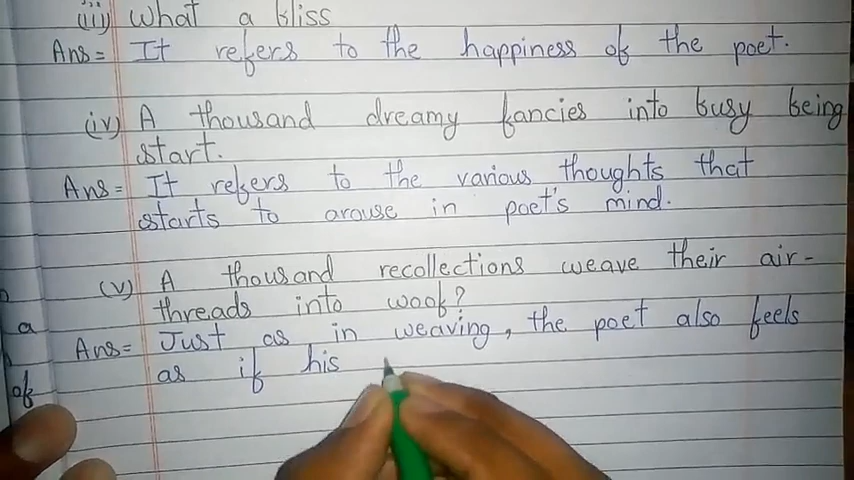 (iii) What a bliss
Ans= It refers to the happiness of the poet.
(iv) A thousand dreamy fancies into busy being
start.
Ans= It refers to the various thoughts that
starts to arouse in poet's mind.
(v) A thousand recollections weave their air-
threads into woof?
a
Ans= Just as in weaving, the poet also feels
as if his
of